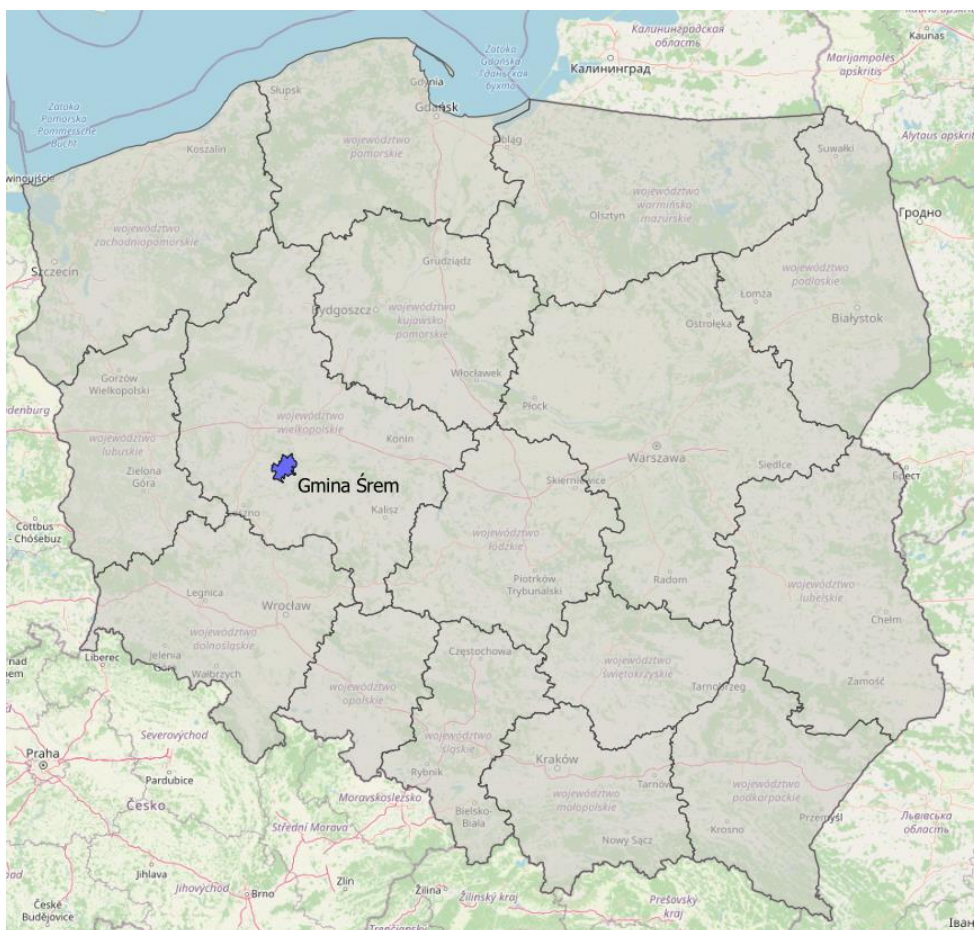 Калининградская
область
Kaunas
Marijampolės
apskritis
Zatoka
Gdańska
Гданьская
бухта
Калининград
Gdynia
Gdańsk
Słupsk
Zatoka
Pomorska
Pommersche
Bucht
Koszalin
województwo
pomorskie
Alytaus apskrit
Suwałki
winoujście
województwo
zachodniopomorskie
Olsztyn
województwo
warmińsko
mazurskie
Гродно
Szczecin
Grudziądz
województwo
podlaskie
Łomża
Białystok
Bydgoszcz
województwo
kujawsko-
pomorskie
Ostrołęka
Gorzów
Wielkopolski
Włocławek
Płock
województwo
wielkopolskie
Konin
województwo
lubuskie
Zielona
Góra
Warszawa
Siedlce
Брест
Gmina Śrem
Skierniewice
Kalisz
Cottbus
- Chóśebuz
województwo
łódzkie
Piotrków
Trybunalski
Radom
województwo
lubelskie
Chełm
Legnica
Wrocław
województwo
dolnośląskie
Jelenia
Góra
Wałbrzych
Liberec
Częstochowa
województwo
świętokrzyskie
Zamość
Tarnobrzeg
województwo
opolskie
Severovýchod
Praha
Pardubice
województwo
śląskie
Rybnik
Kraków
Tarnów
województwo
małopolskie
województwo
podkarpackie
Przemyśl
Львівська
область
Česko
Moravskoslezsko
Bielsko-
Biała
Krosno
Střední Morava
Nowy Sącz
Jihlava
Jihovýchod
Brno
Zlín
Žilina
Žilinský kraj
Prešovský
kraj
České
Budějovice
Trenčiansky
Іван